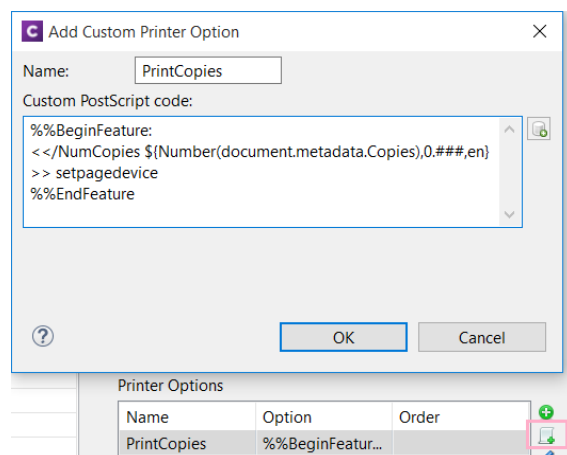 C Add Custom Printer Option
Name: PrintCopies
Custom PostScript code:
%%BeginFeature:
<</NumCopies ${Number(document.metadata.Copies),0.###,en}
>> setpagedevice
%%EndFeature
? OK Cancel
Printer Options
Name Option Order
PrintCopies %%BeginFeatur...